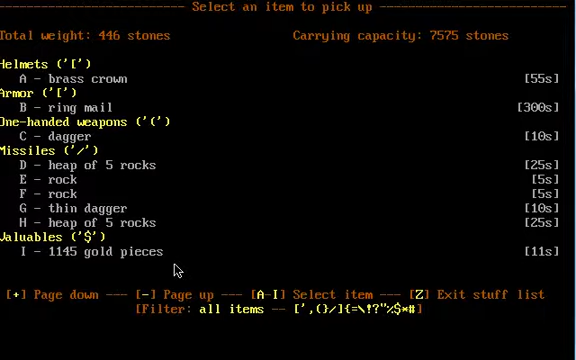 Select an item to pick up
Total weight: 446 stones Carrying capacity: 7575 stones
Helmets ('[')
A - brass crown [55s]
Armor ('[')
B - ring mail [300s]
One-handed weapons ('(')
C - dagger [10s]
Missiles ('/')
D - heap of 5 rocks [25s]
E - rock [5s]
F - rock [5s]
G - thin dagger [10s]
H - heap of 5 rocks [25s]
Valuables ('$')
I - 1145 gold pieces [11s]
[+] Page down --- [-] Page up --- [A-I] Select item --- [Z] Exit stuff list
[Filter: all items -- [',(}/]{=\!?"%$*#]